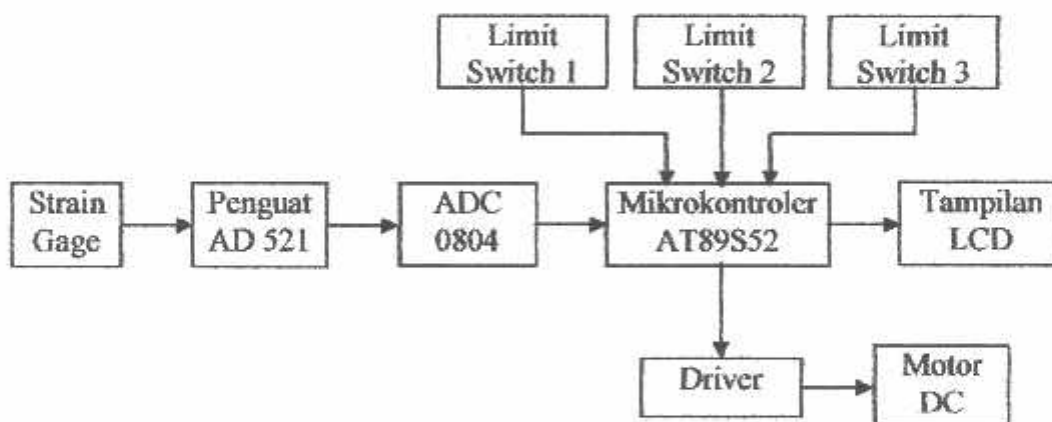 Limit
Switch 1
Limit
Switch 2
Limit
Switch 3
Strain
Gage
Penguat
AD 521
ADC
0804
Mikrokontroler
AT89S52
Tampilan
LCD
Driver
Motor
DC